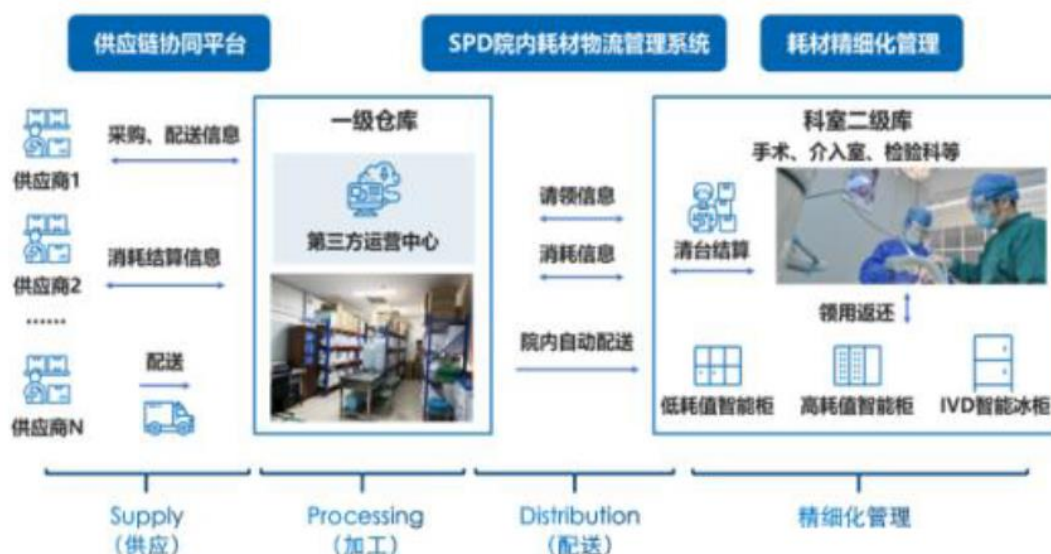 供应链协同平台
SPD院内耗材物流管理系统
耗材精细化管理
供应商1
采购、配送信息
供应商2
消耗结算信息
......
供应商N
配送
一级仓库
第三方运营中心
请领信息
消耗信息
院内自动配送
科室二级库
手术、介入室、检验科等
清台结算
领用返还
低耗值智能柜
高耗值智能柜
IVD智能冰柜
Supply
（供应）
Processing
（加工）
Distribution
（配送）
精细化管理